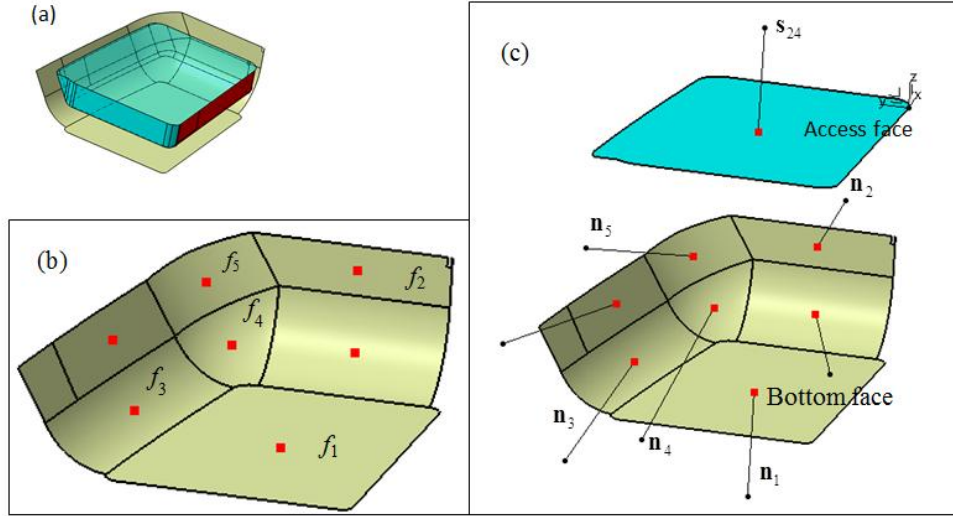 (a)
(b)
f5
f2
f4
f3
f1
(c)
s24
z
y
x
Access face
n2
n5
Bottom face
n3
n4
n1